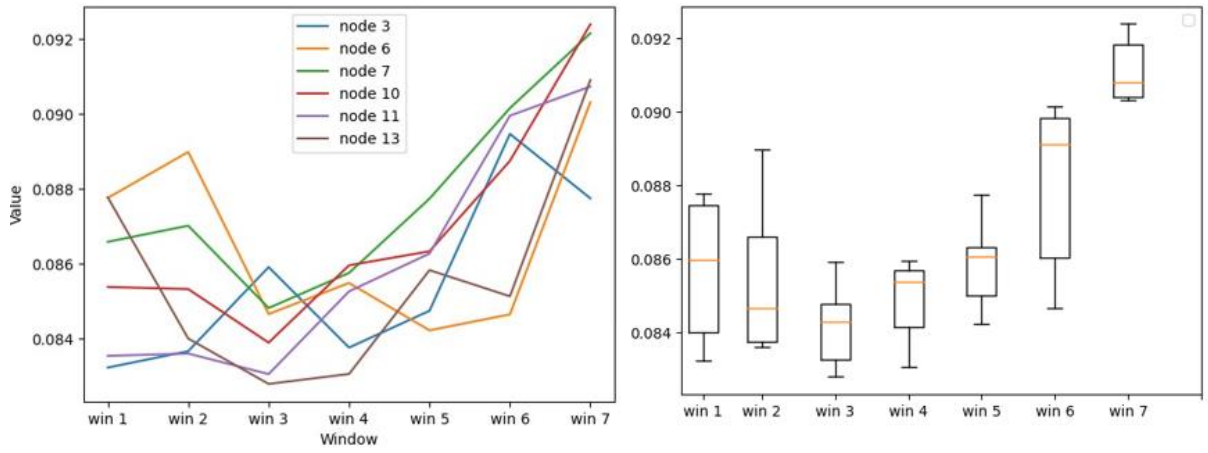 node 3
node 6
node 7
node 10
node 11
node 13
0.092
0.090
0.088
0.086
0.084
Value
win 1 win 2 win 3 win 4 win 5 win 6 win 7
Window
0.092
0.090
0.088
0.086
0.084
win 1 win 2 win 3 win 4 win 5 win 6 win 7